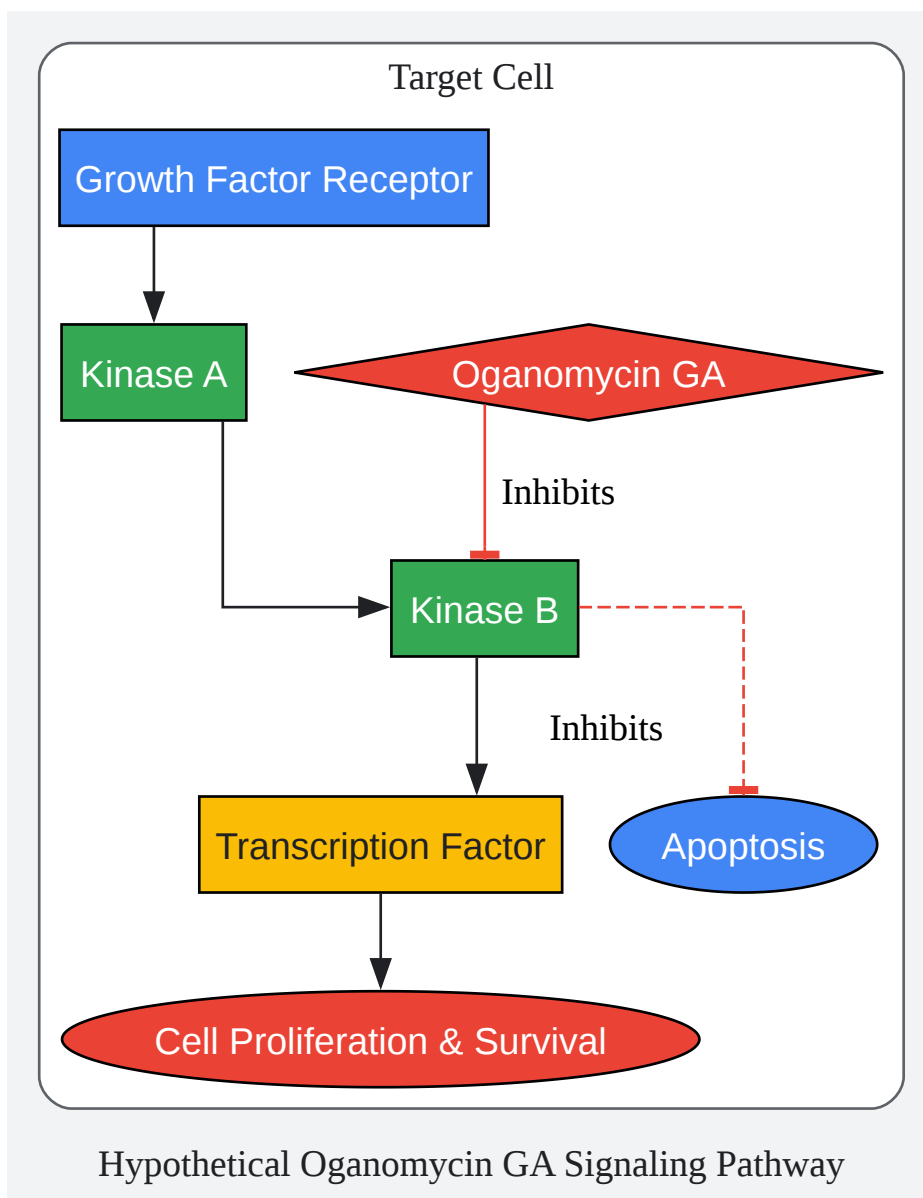 Target Cell
Growth Factor Receptor
Kinase A
Oganomycin GA
Inhibits
Kinase B
Inhibits
Transcription Factor
Apoptosis
Cell Proliferation & Survival
Hypothetical Oganomycin GA Signaling Pathway